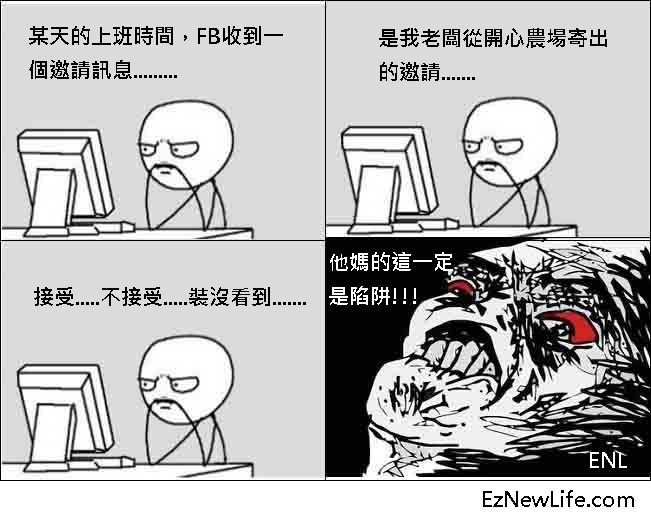 某天的上班時間，FB收到一
個邀請訊息.........
是我老闆從開心農場寄出
的邀請.......
接受.....不接受.....裝沒看到.......
他媽的這一定
是陷阱!!!
ENL
EzNewLife.com